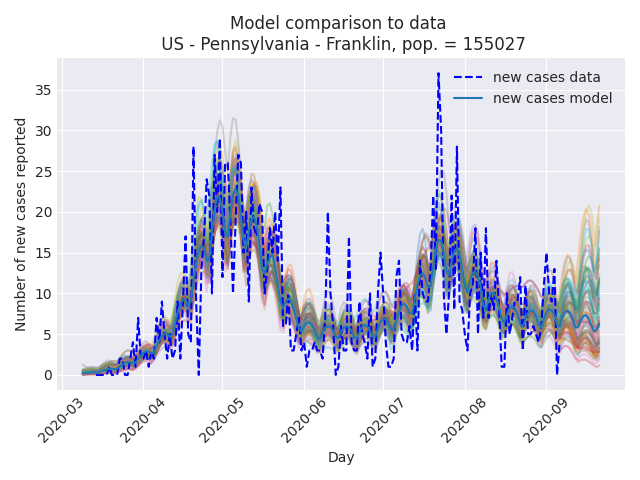 Model comparison to data
US - Pennsylvania - Franklin, pop. = 155027
new cases data
new cases model
Number of new cases reported
35
30
25
20
15
10
5
0
2020-03
2020-04
2020-05
2020-06
2020-07
2020-08
2020-09
Day